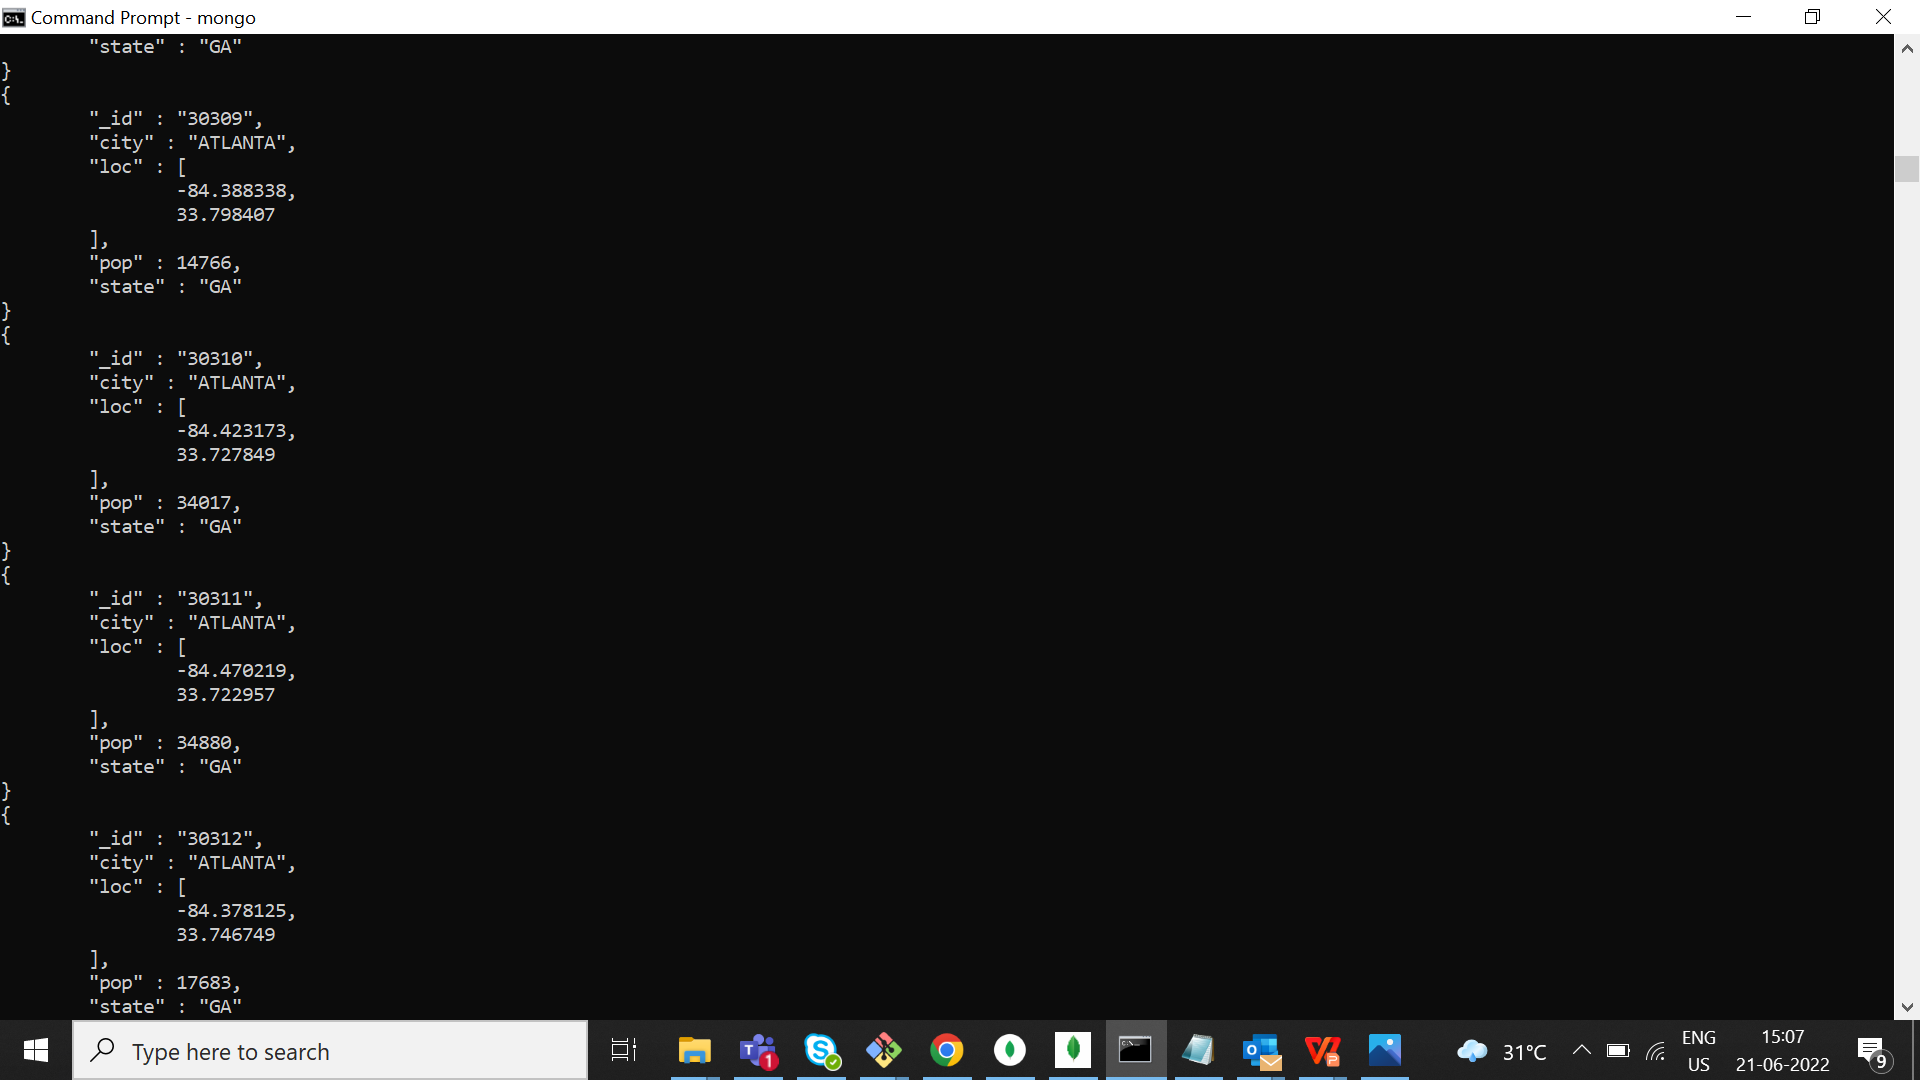 Command Prompt - mongo
"state" : "GA"
}
{
"_id" : "30309",
"city" : "ATLANTA",
"loc" : [
-84.388338,
33.798407
],
"pop" : 14766,
"state" : "GA"
}
{
"_id" : "30310",
"city" : "ATLANTA",
"loc" : [
-84.423173,
33.727849
],
"pop" : 34017,
"state" : "GA"
}
{
"_id" : "30311",
"city" : "ATLANTA",
"loc" : [
-84.470219,
33.722957
],
"pop" : 34880,
"state" : "GA"
}
{
"_id" : "30312",
"city" : "ATLANTA",
"loc" : [
-84.378125,
33.746749
],
"pop" : 17683,
"state" : "GA"
Type here to search
1
31°C
ENG
US
15:07
21-06-2022
9